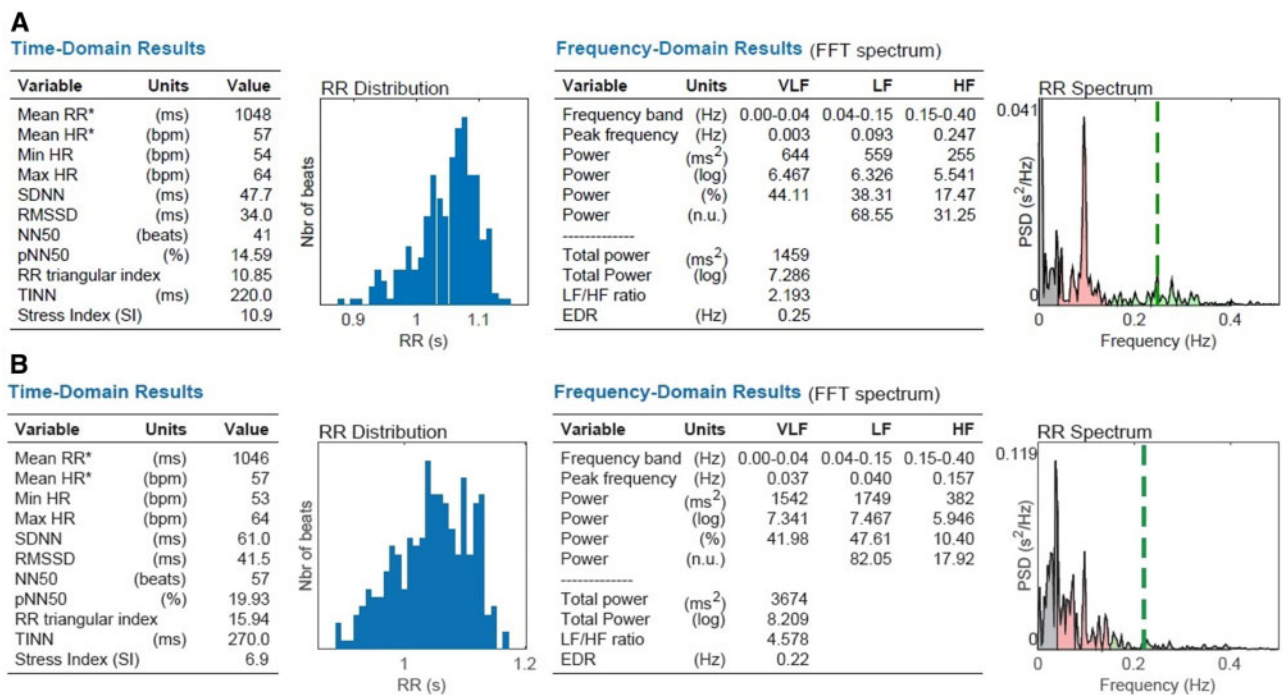 A
Time-Domain Results
Variable Units Value
Mean RR* (ms) 1048
Mean HR* (bpm) 57
Min HR (bpm) 54
Max HR (bpm) 64
SDNN (ms) 47.7
RMSSD (ms) 34.0
NN50 (beats) 41
pNN50 (%) 14.59
RR triangular index 10.85
TINN (ms) 220.0
Stress Index (SI) 10.9
RR Distribution
Nbr of beats
0.9 1 1.1
RR (s)
Frequency-Domain Results (FFT spectrum)
Variable Units VLF LF HF
Frequency band (Hz) 0.00-0.04 0.04-0.15 0.15-0.40
Peak frequency (Hz) 0.003 0.093 0.247
Power (ms2) 644 559 255
Power (log) 6.467 6.326 5.541
Power (%) 44.11 38.31 17.47
Power (n.u.) 68.55 31.25
-------------
Total power (ms2) 1459
Total Power (log) 7.286
LF/HF ratio 2.193
EDR (Hz) 0.25
RR Spectrum
0.041
PSD (s2/Hz)
0
0 0.2 0.4
Frequency (Hz)
B
Time-Domain Results
Variable Units Value
Mean RR* (ms) 1046
Mean HR* (bpm) 57
Min HR (bpm) 53
Max HR (bpm) 64
SDNN (ms) 61.0
RMSSD (ms) 41.5
NN50 (beats) 57
pNN50 (%) 19.93
RR triangular index 15.94
TINN (ms) 270.0
Stress Index (SI) 6.9
RR Distribution
Nbr of beats
1 1.2
RR (s)
Frequency-Domain Results (FFT spectrum)
Variable Units VLF LF HF
Frequency band (Hz) 0.00-0.04 0.04-0.15 0.15-0.40
Peak frequency (Hz) 0.037 0.040 0.157
Power (ms2) 1542 1749 382
Power (log) 7.341 7.467 5.946
Power (%) 41.98 47.61 10.40
Power (n.u.) 82.05 17.92
-------------
Total power (ms2) 3674
Total Power (log) 8.209
LF/HF ratio 4.578
EDR (Hz) 0.22
RR Spectrum
0.119
PSD (s2/Hz)
0
0 0.2 0.4
Frequency (Hz)